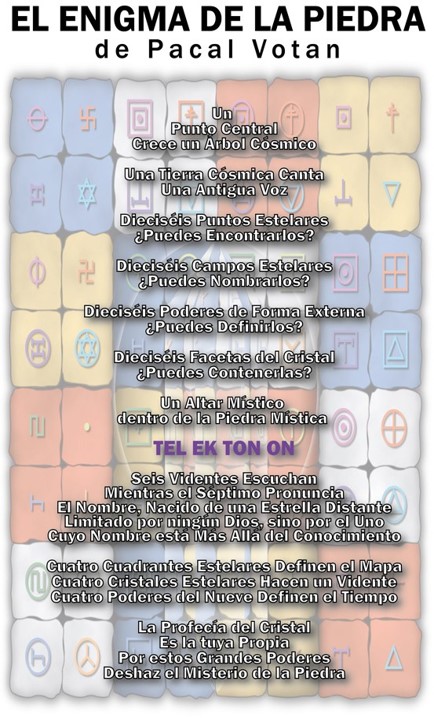 EL ENIGMA DE LA PIEDRA
de Pacal Votan
Un
Punto Central
Crece un Arbol Cósmico
Una Tierra Cósmica Canta
Una Antigua Voz
Dieciséis Puntos Estelares
¿Puedes Encontrarlos?
Dieciséis Campos Estelares
¿Puedes Nombrarlos?
Dieciséis Poderes de Forma Externa
¿Puedes Definirlos?
Dieciséis Facetas del Cristal
¿Puedes Contenerlas?
Un Altar Místico
dentro de la Piedra Mística
TEL EK TON ON
Seis Videntes Escuchan
Mientras el Séptimo Pronuncia
El Nombre, Nacido de una Estrella Distante
Limitado por ningún Dios, sino por el Uno
Cuyo Nombre está Más Allá del Conocimiento
Cuatro Cuadrantes Estelares Definen el Mapa
Cuatro Cristales Estelares Hacen un Vidente
Cuatro Poderes del Nueve Definen el Tiempo
La Profecía del Cristal
Es la tuya Propia
Por estos Grandes Poderes
Deshaz el Misterio de la Piedra